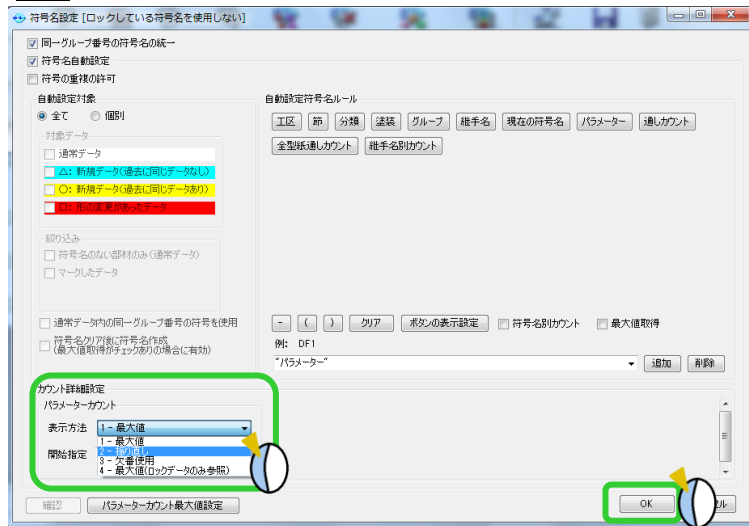 符号名設定 [ロックしている符号名を使用しない]
同一グループ番号の符号名の統一
符号名自動設定
符号の重複の許可
自動設定対象
全て 個別
対象データ
通常データ
△: 新規データ(過去に同じデータなし)
○: 新規データ(過去に同じデータあり)
口: 形の変更があったデータ
絞り込み
符号名のない部材のみ(通常データ)
マークしたデータ
通常データ内の同一グループ番号の符号を使用
符号名クリア後に符号名作成
(最大値取得がチェックありの場合に有効)
自動設定符号名ルール
工区 節 分類 塗装 グループ 継手名 現在の符号名 パラメーター 通しカウント
全型紙通しカウント 継手名別カウント
- ( ) クリア ボタンの表示設定 符号名別カウント 最大値取得
例: DF1
"パラメーター" 追加 削除
カウント詳細設定
パラメーターカウント
表示方法 1 - 最大値
1 - 最大値
2 - 振り直し
開始指定
3 - 欠番使用
4 - 最大値(ロックデータのみ参照)
確認 パラメーターカウント最大値設定
OK